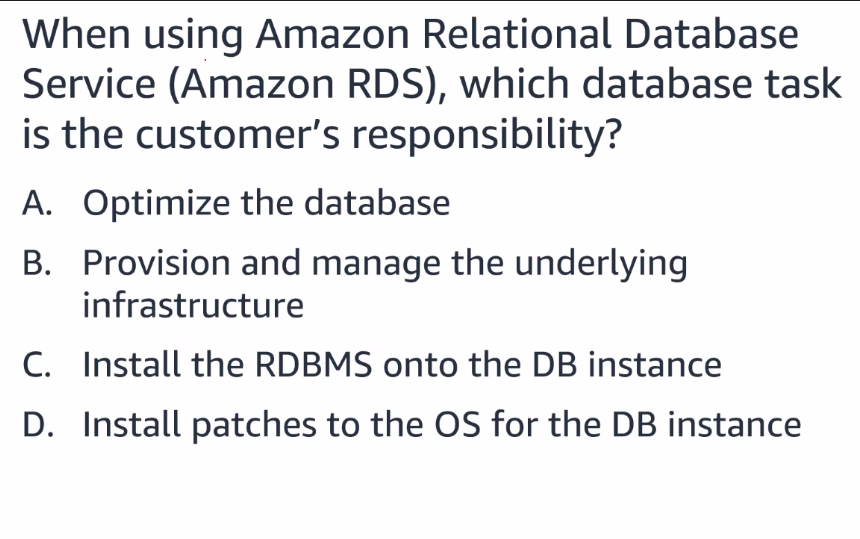 When using Amazon Relational Database
Service (Amazon RDS), which database task
is the customer’s responsibility?
A. Optimize the database
B. Provision and manage the underlying
infrastructure
C. Install the RDBMS onto the DB instance
D. Install patches to the OS for the DB instance